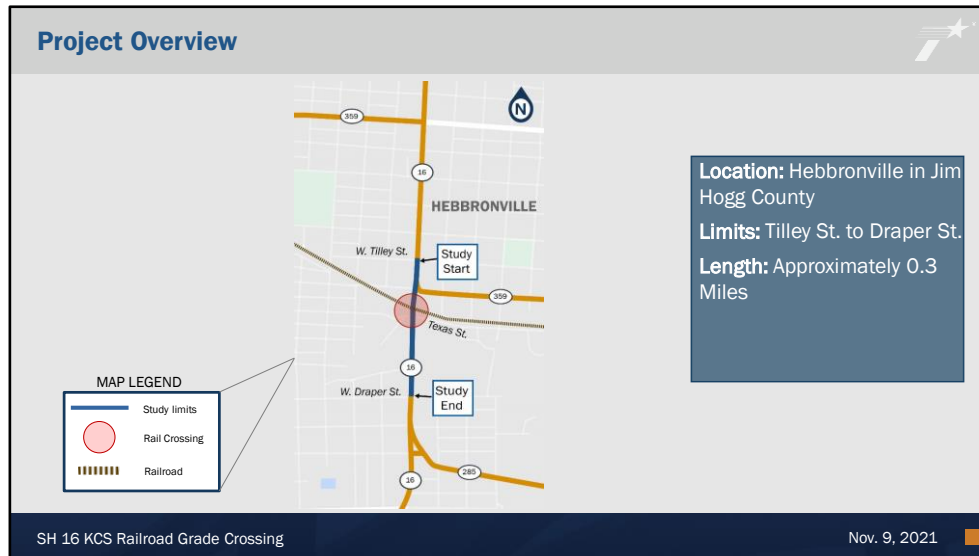 Project Overview
N
359
16
HEBBRONVILLE
W. Tilley St.
Study
Start
359
Texas St.
16
W. Draper St.
Study
End
285
16
MAP LEGEND
Study limits
Rail Crossing
Railroad
Location: Hebbronville in Jim
Hogg County
Limits: Tilley St. to Draper St.
Length: Approximately 0.3
Miles
SH 16 KCS Railroad Grade Crossing
Nov. 9, 2021